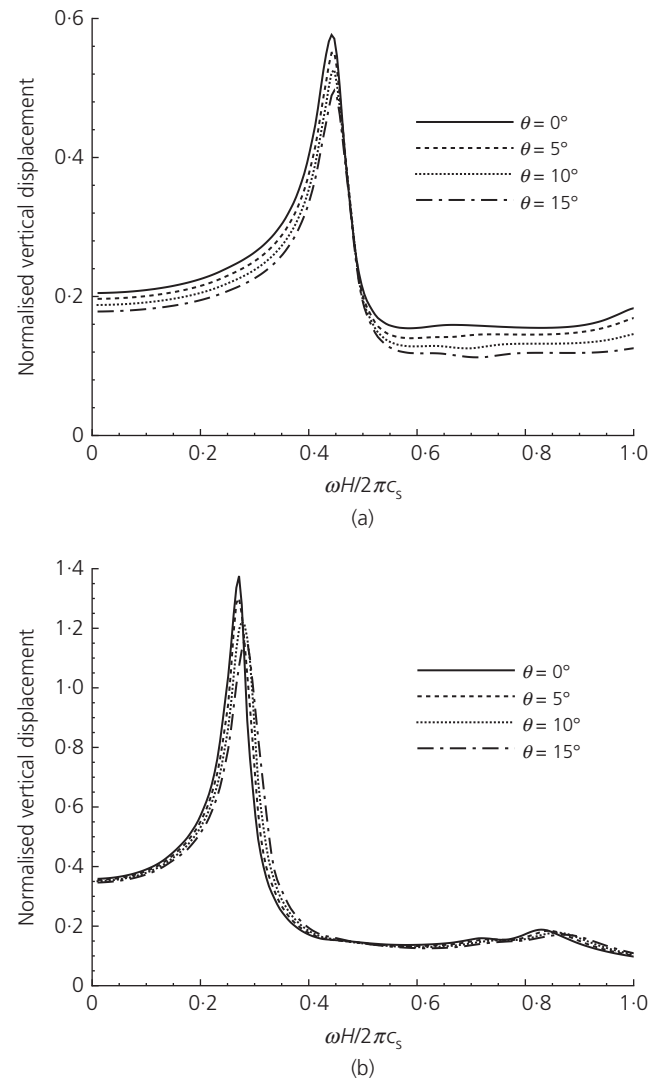 0·6
Normalised vertical displacement
0·4
0·2
0
θ = 0°
θ = 5°
θ = 10°
θ = 15°
0 0·2 0·4 0·6 0·8 1·0
ωH/2πcₛ
(a)
1·4
1·2
1·0
Normalised vertical displacement
0·8
0·6
0·4
0·2
0
θ = 0°
θ = 5°
θ = 10°
θ = 15°
0 0·2 0·4 0·6 0·8 1·0
ωH/2πcₛ
(b)